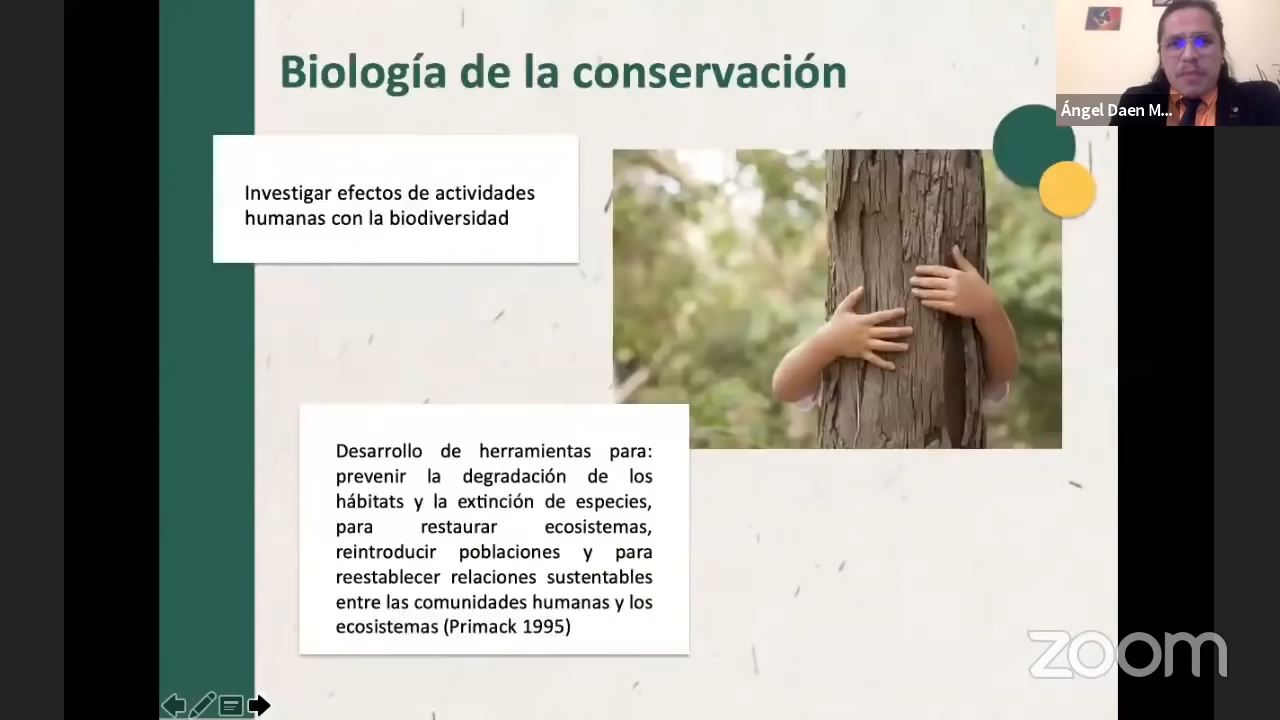 Biología de la conservación
Ángel Daen M...
Investigar efectos de actividades
humanas con la biodiversidad
Desarrollo de herramientas para:
prevenir la degradación de los
hábitats y la extinción de especies,
para restaurar ecosistemas,
reintroducir poblaciones y para
reestablecer relaciones sustentables
entre las comunidades humanas y los
ecosistemas (Primack 1995)
zoom